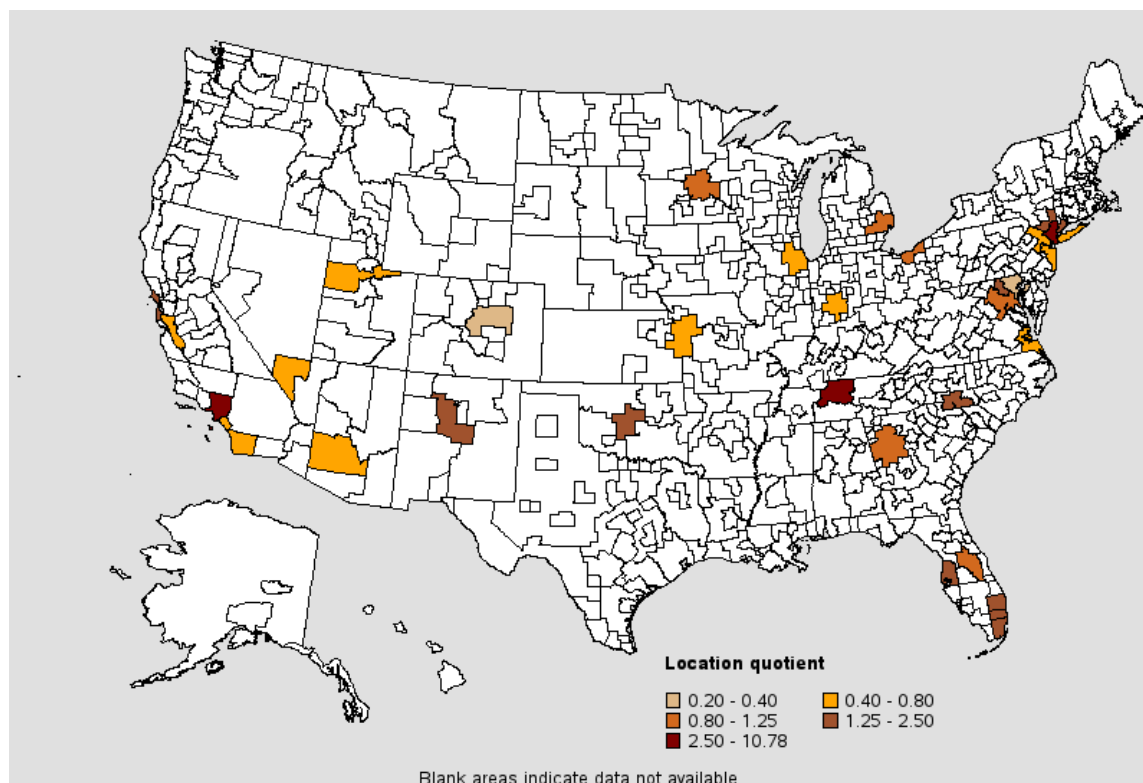 Location quotient
0.20 - 0.40
0.40 - 0.80
0.80 - 1.25
1.25 - 2.50
2.50 - 10.78
Blank areas indicate data not available